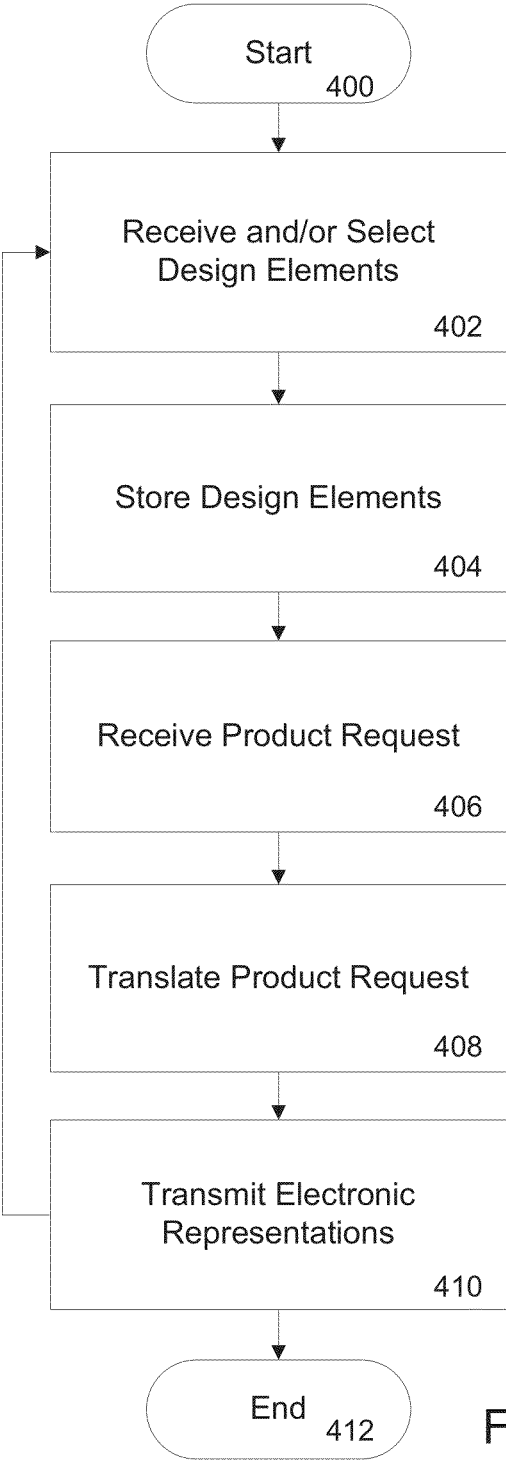 Start
400
Receive and/or Select
Design Elements
402
Store Design Elements
404
Receive Product Request
406
Translate Product Request
408
Transmit Electronic
Representations
410
End
412
F